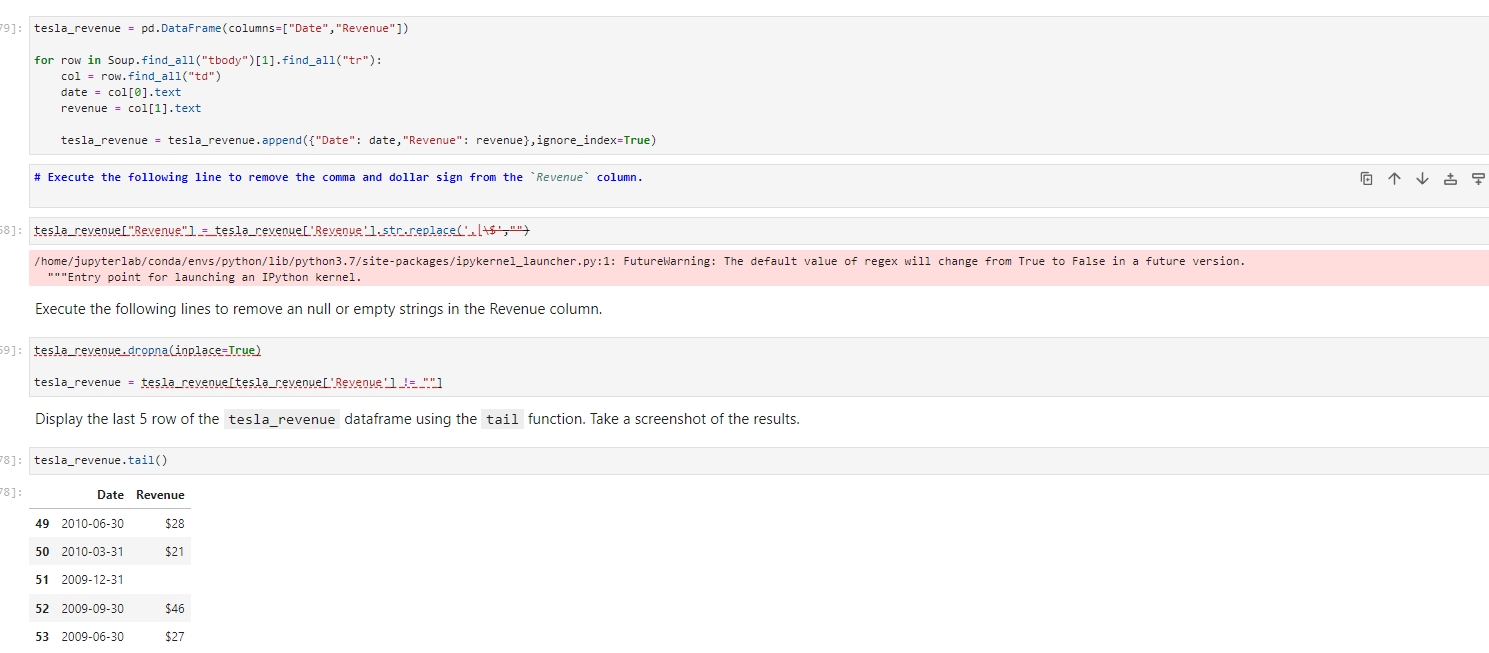 79]: tesla_revenue = pd.DataFrame(columns=["Date","Revenue"])
for row in Soup.find_all("tbody")[1].find_all("tr"):
    col = row.find_all("td")
    date = col[0].text
    revenue = col[1].text
    tesla_revenue = tesla_revenue.append({"Date": date,"Revenue": revenue},ignore_index=True)
# Execute the following line to remove the comma and dollar sign from the `Revenue` column.
58]: tesla_revenue["Revenue"] = tesla_revenue['Revenue'].str.replace(',|\$',"")
/home/jupyterlab/conda/envs/python/lib/python3.7/site-packages/ipykernel_launcher.py:1: FutureWarning: The default value of regex will change from True to False in a future version.
  """Entry point for launching an IPython kernel.
Execute the following lines to remove an null or empty strings in the Revenue column.
59]: tesla_revenue.dropna(inplace=True)
tesla_revenue = tesla_revenue[tesla_revenue['Revenue'] != ""]
Display the last 5 row of the tesla_revenue dataframe using the tail function. Take a screenshot of the results.
78]: tesla_revenue.tail()
78]: Date Revenue
49 2010-06-30 $28
50 2010-03-31 $21
51 2009-12-31
52 2009-09-30 $46
53 2009-06-30 $27